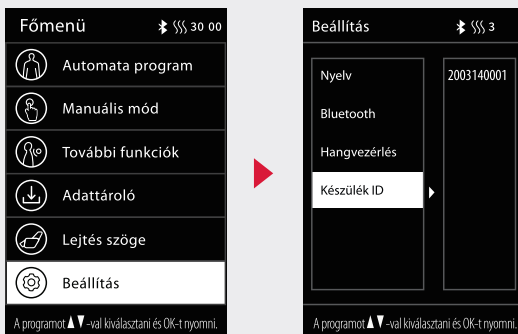 Főmenü 30 00
Automata program
Manuális mód
További funkciók
Adattároló
Lejtés szöge
Beállítás
A programot ▲▼-val kiválasztani és OK-t nyomni.
Beállítás 3
Nyelv
Bluetooth
Hangvezérlés
Készülék ID
2003140001
A programot ▲▼-val kiválasztani és OK-t nyomni.